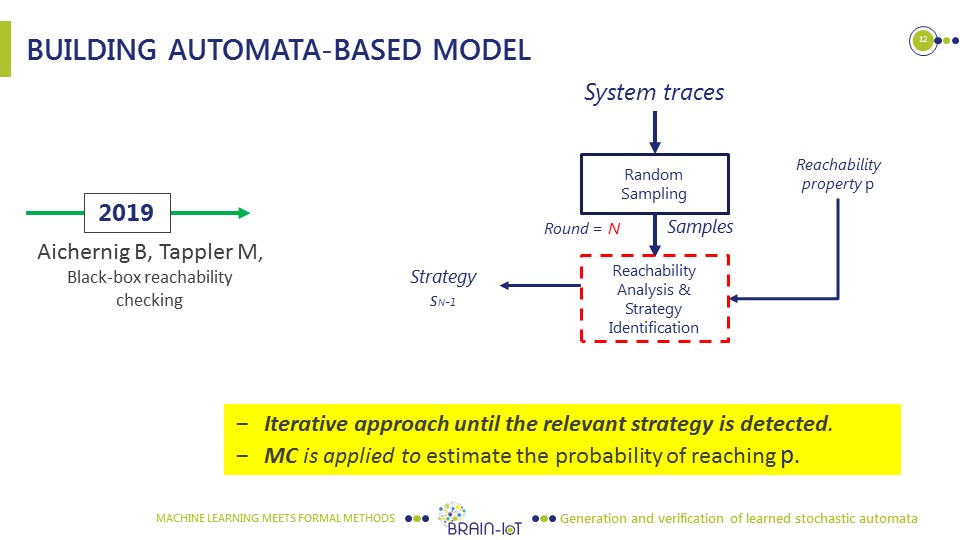 BUILDING AUTOMATA-BASED MODEL
12
System traces
Random
Sampling
Reachability
property p
2019
Round = N
Samples
Aichernig B, Tappler M,
Black-box reachability
checking
Strategy
sN-1
Reachability
Analysis &
Strategy
Identification
− Iterative approach until the relevant strategy is detected.
− MC is applied to estimate the probability of reaching p.
MACHINE LEARNING MEETS FORMAL METHODS
BRAIN-IoT
Generation and verification of learned stochastic automata